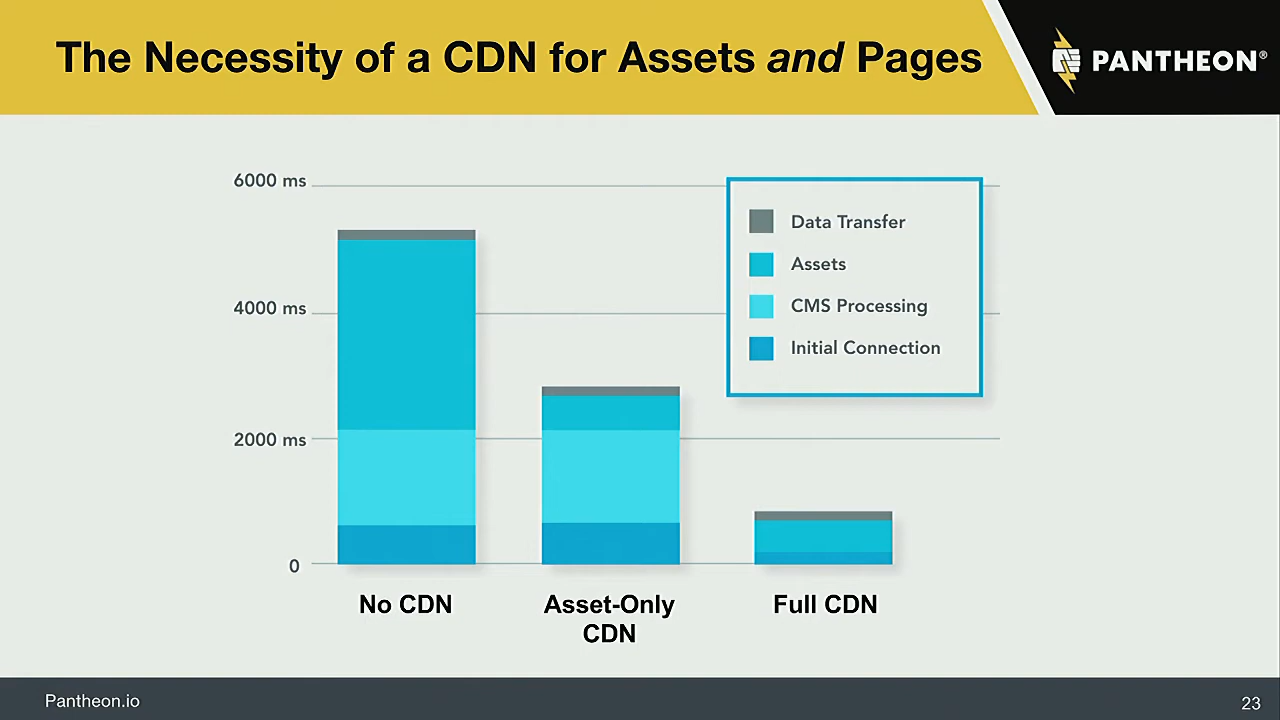 The Necessity of a CDN for Assets and Pages
PANTHEON®
6000 ms
4000 ms
2000 ms
0
Data Transfer
Assets
CMS Processing
Initial Connection
No CDN
Asset-Only
CDN
Full CDN
Pantheon.io
23